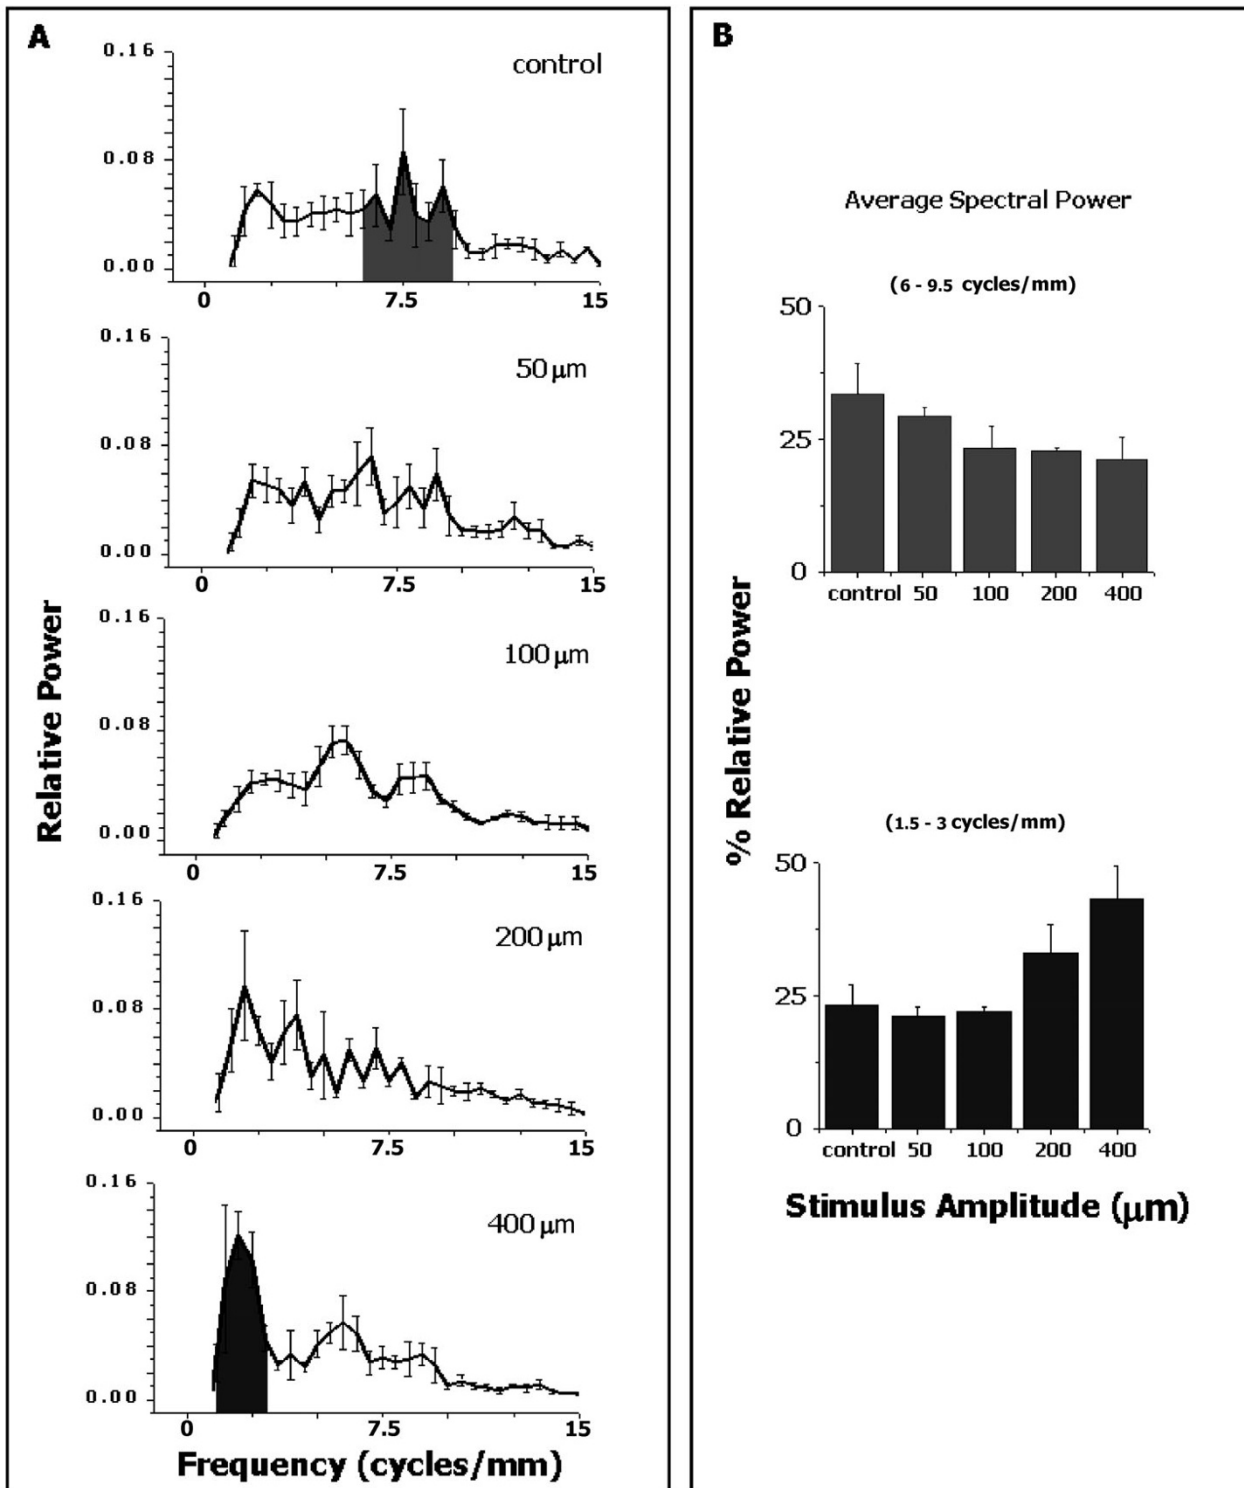 A
control
0.16
0.08
0.00
0 7.5 15
50 μm
0.16
0.08
0.00
0 7.5 15
100 μm
0.16
0.08
0.00
0 7.5 15
200 μm
0.16
0.08
0.00
0 7.5 15
400 μm
0.16
0.08
0.00
0 7.5 15
Relative Power
Frequency (cycles/mm)
B
Average Spectral Power
(6 - 9.5 cycles/mm)
50
25
0
control 50 100 200 400
% Relative Power
(1.5 - 3 cycles/mm)
50
25
0
control 50 100 200 400
Stimulus Amplitude (μm)